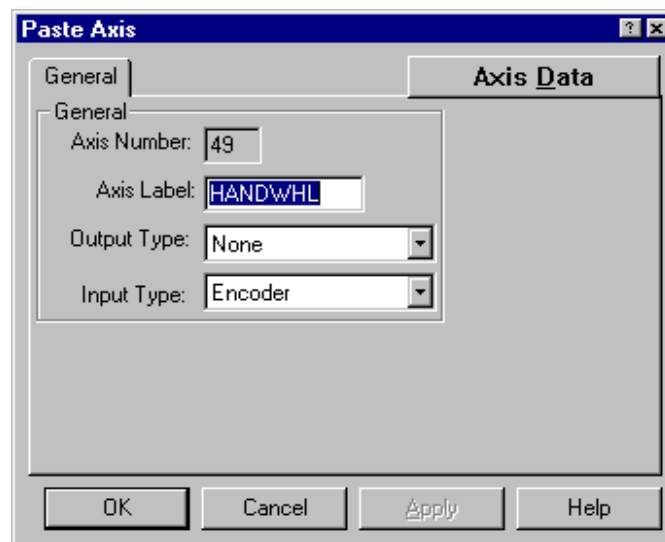 Paste Axis
General
Axis Data
General
Axis Number: 49
Axis Label: HANDWHL
Output Type: None
Input Type: Encoder
OK Cancel Apply Help